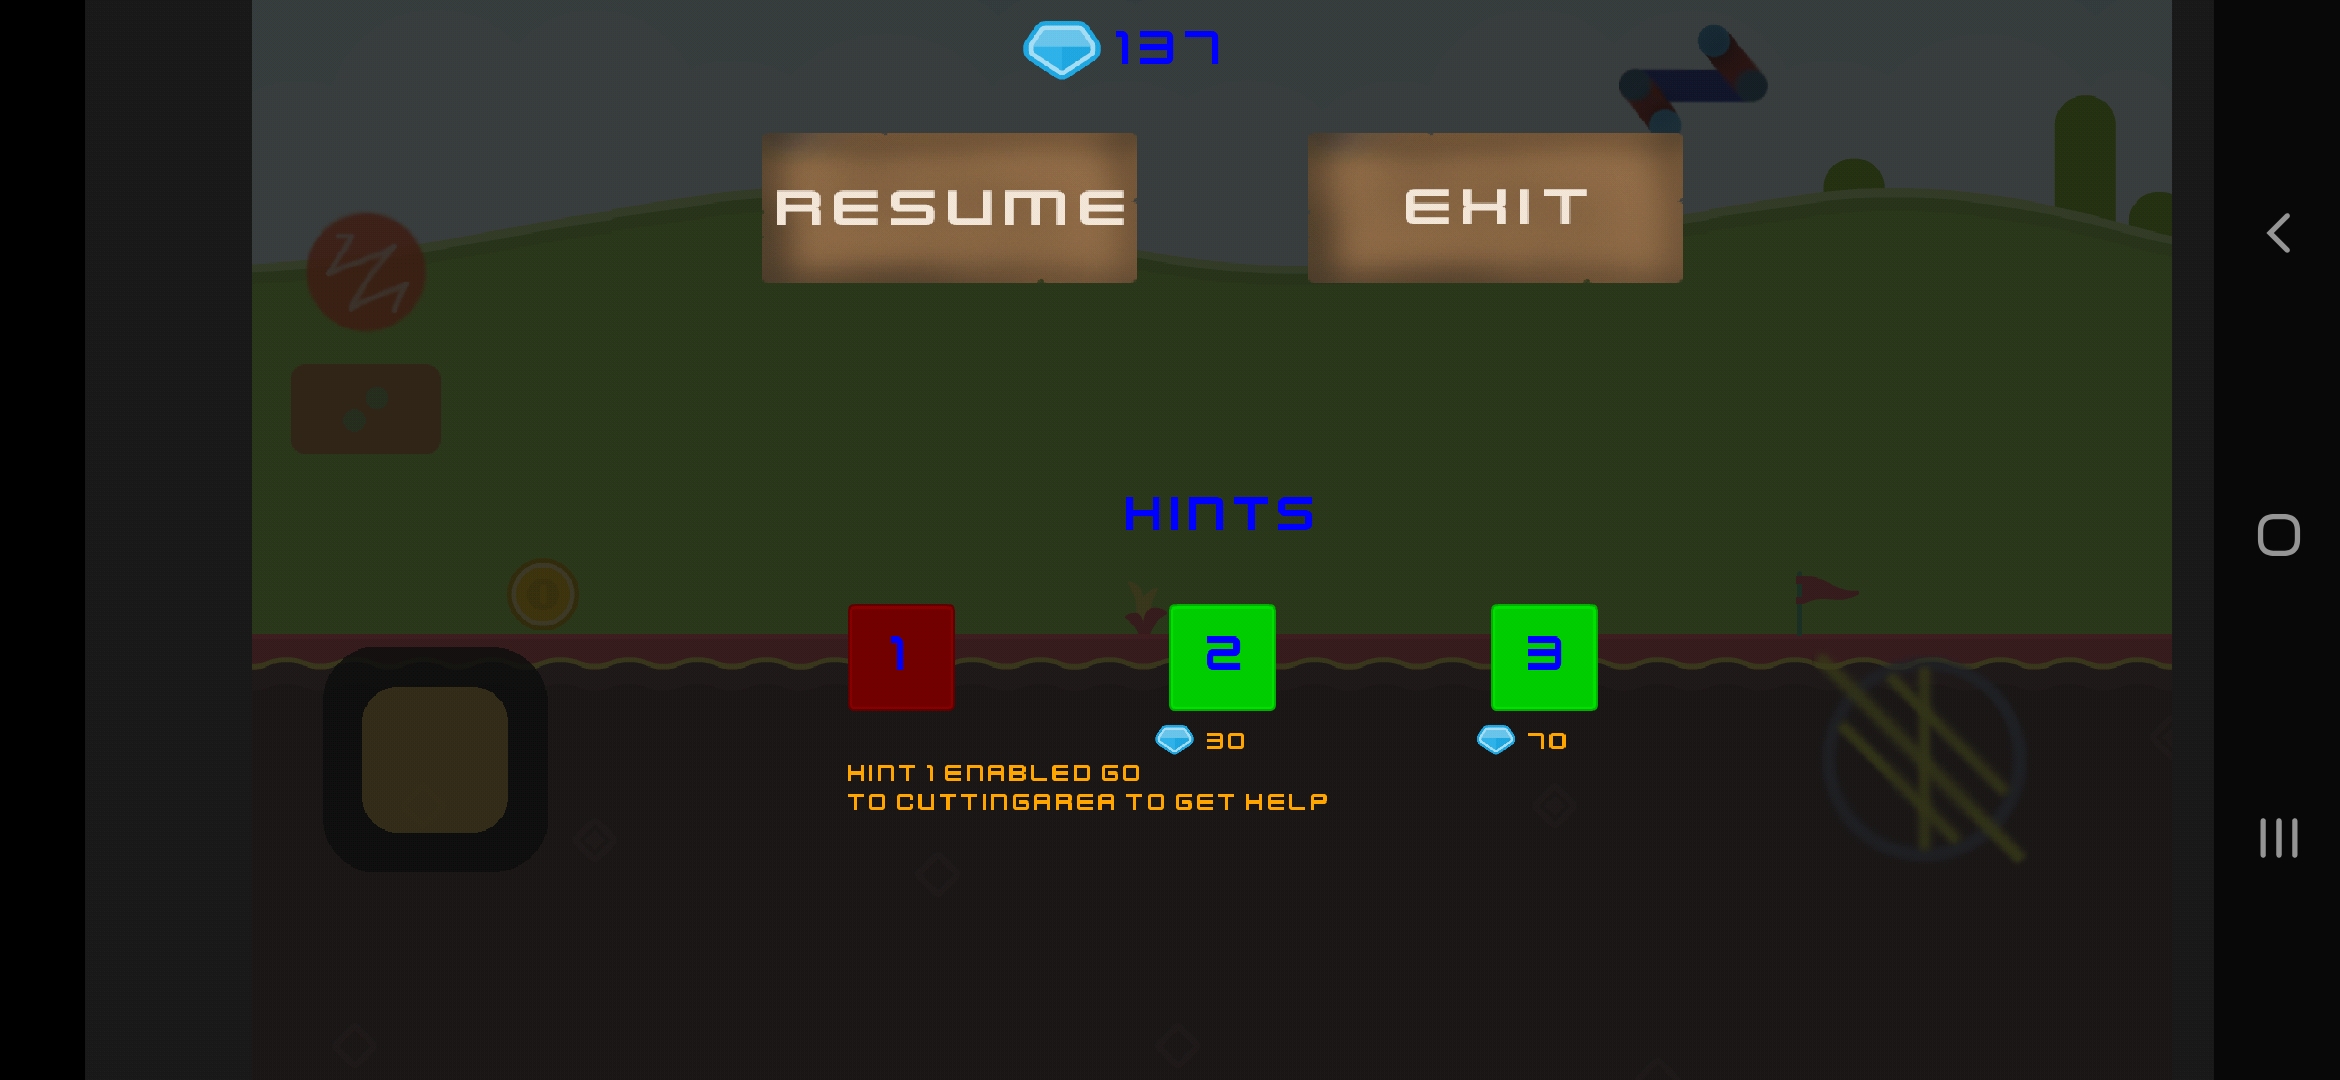 137
RESUME
EXIT
HINTS
1
2
3
30
70
HINT 1 ENABLED GO
TO CUTTINGAREA TO GET HELP